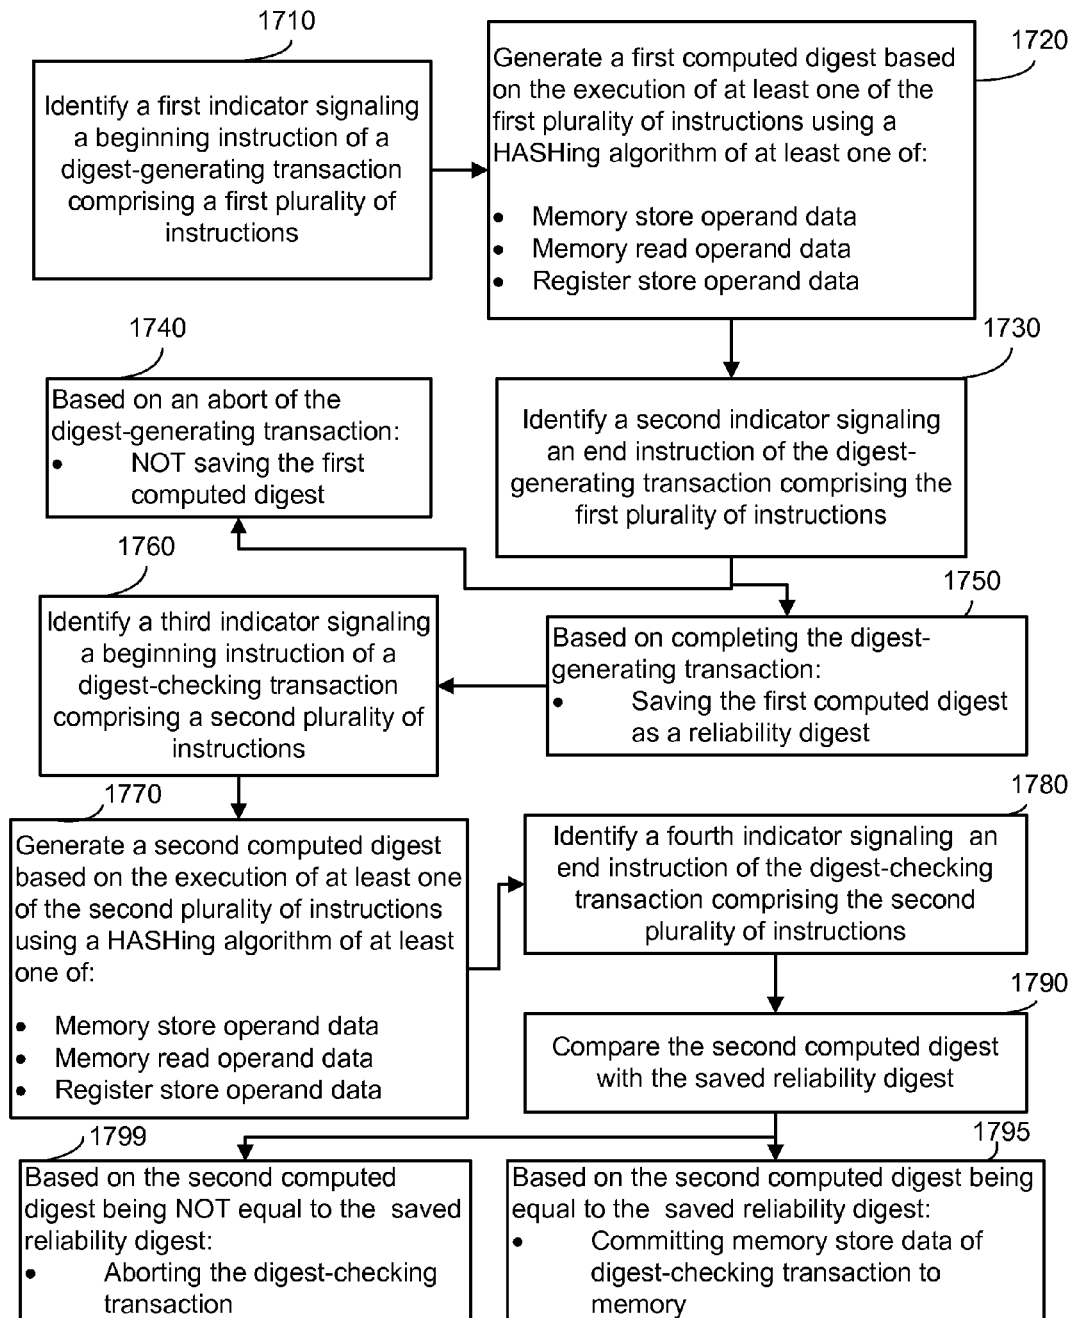 1710
Identify a first indicator signaling
a beginning instruction of a
digest-generating transaction
comprising a first plurality of
instructions
1720
Generate a first computed digest based
on the execution of at least one of the
first plurality of instructions using a
HASHing algorithm of at least one of:
• Memory store operand data
• Memory read operand data
• Register store operand data
1730
Identify a second indicator signaling
an end instruction of the digest-
generating transaction comprising the
first plurality of instructions
1740
Based on an abort of the
digest-generating transaction:
• NOT saving the first
computed digest
1750
Based on completing the digest-
generating transaction:
• Saving the first computed digest
as a reliability digest
1760
Identify a third indicator signaling
a beginning instruction of a
digest-checking transaction
comprising a second plurality of
instructions
1770
Generate a second computed digest
based on the execution of at least one
of the second plurality of instructions
using a HASHing algorithm of at least
one of:
• Memory store operand data
• Memory read operand data
• Register store operand data
1780
Identify a fourth indicator signaling an
end instruction of the digest-checking
transaction comprising the second
plurality of instructions
1790
Compare the second computed digest
with the saved reliability digest
1799
Based on the second computed
digest being NOT equal to the saved
reliability digest:
• Aborting the digest-checking
transaction
1795
Based on the second computed digest being
equal to the saved reliability digest:
• Committing memory store data of
digest-checking transaction to
memory